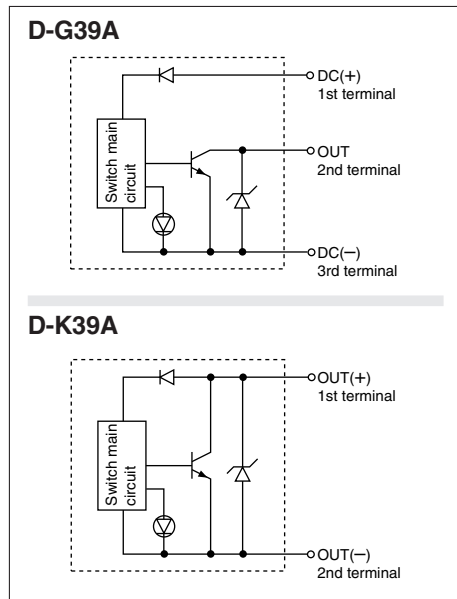 D-G39A
DC(+)
1st terminal
Switch main
circuit
OUT
2nd terminal
DC(−)
3rd terminal
D-K39A
OUT(+)
1st terminal
Switch main
circuit
OUT(−)
2nd terminal